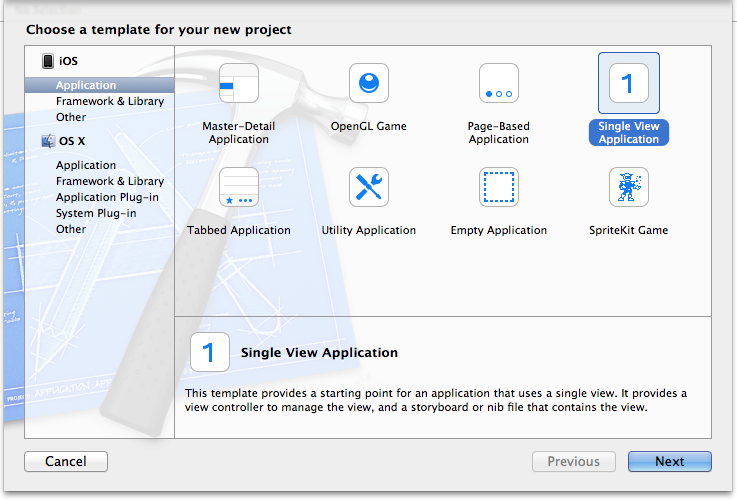 Choose a template for your new project
iOS
Application
Framework & Library
Other
OS X
Application
Framework & Library
Application Plug-in
System Plug-in
Other
Master-Detail
Application
OpenGL Game
Page-Based
Application
1
Single View
Application
Tabbed Application
Utility Application
Empty Application
SpriteKit Game
1
Single View Application
This template provides a starting point for an application that uses a single view. It provides a
view controller to manage the view, and a storyboard or nib file that contains the view.
Cancel
Previous
Next